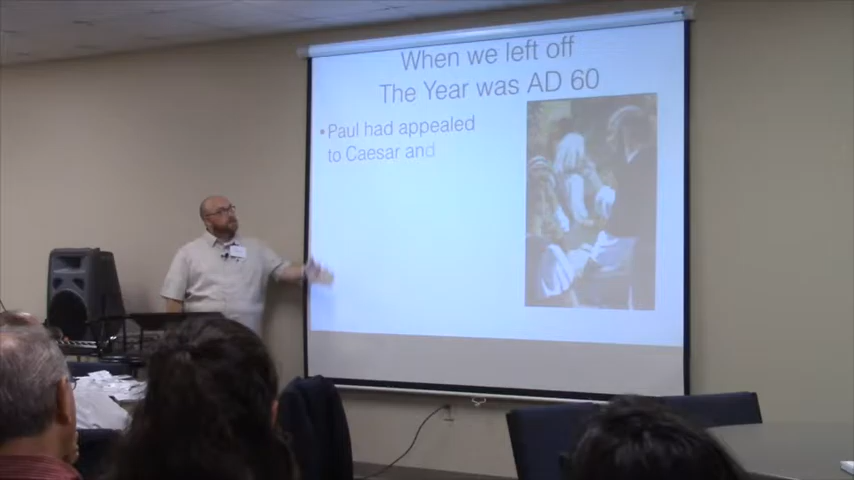 When we left off
The Year was AD 60
• Paul had appealed
to Caesar and